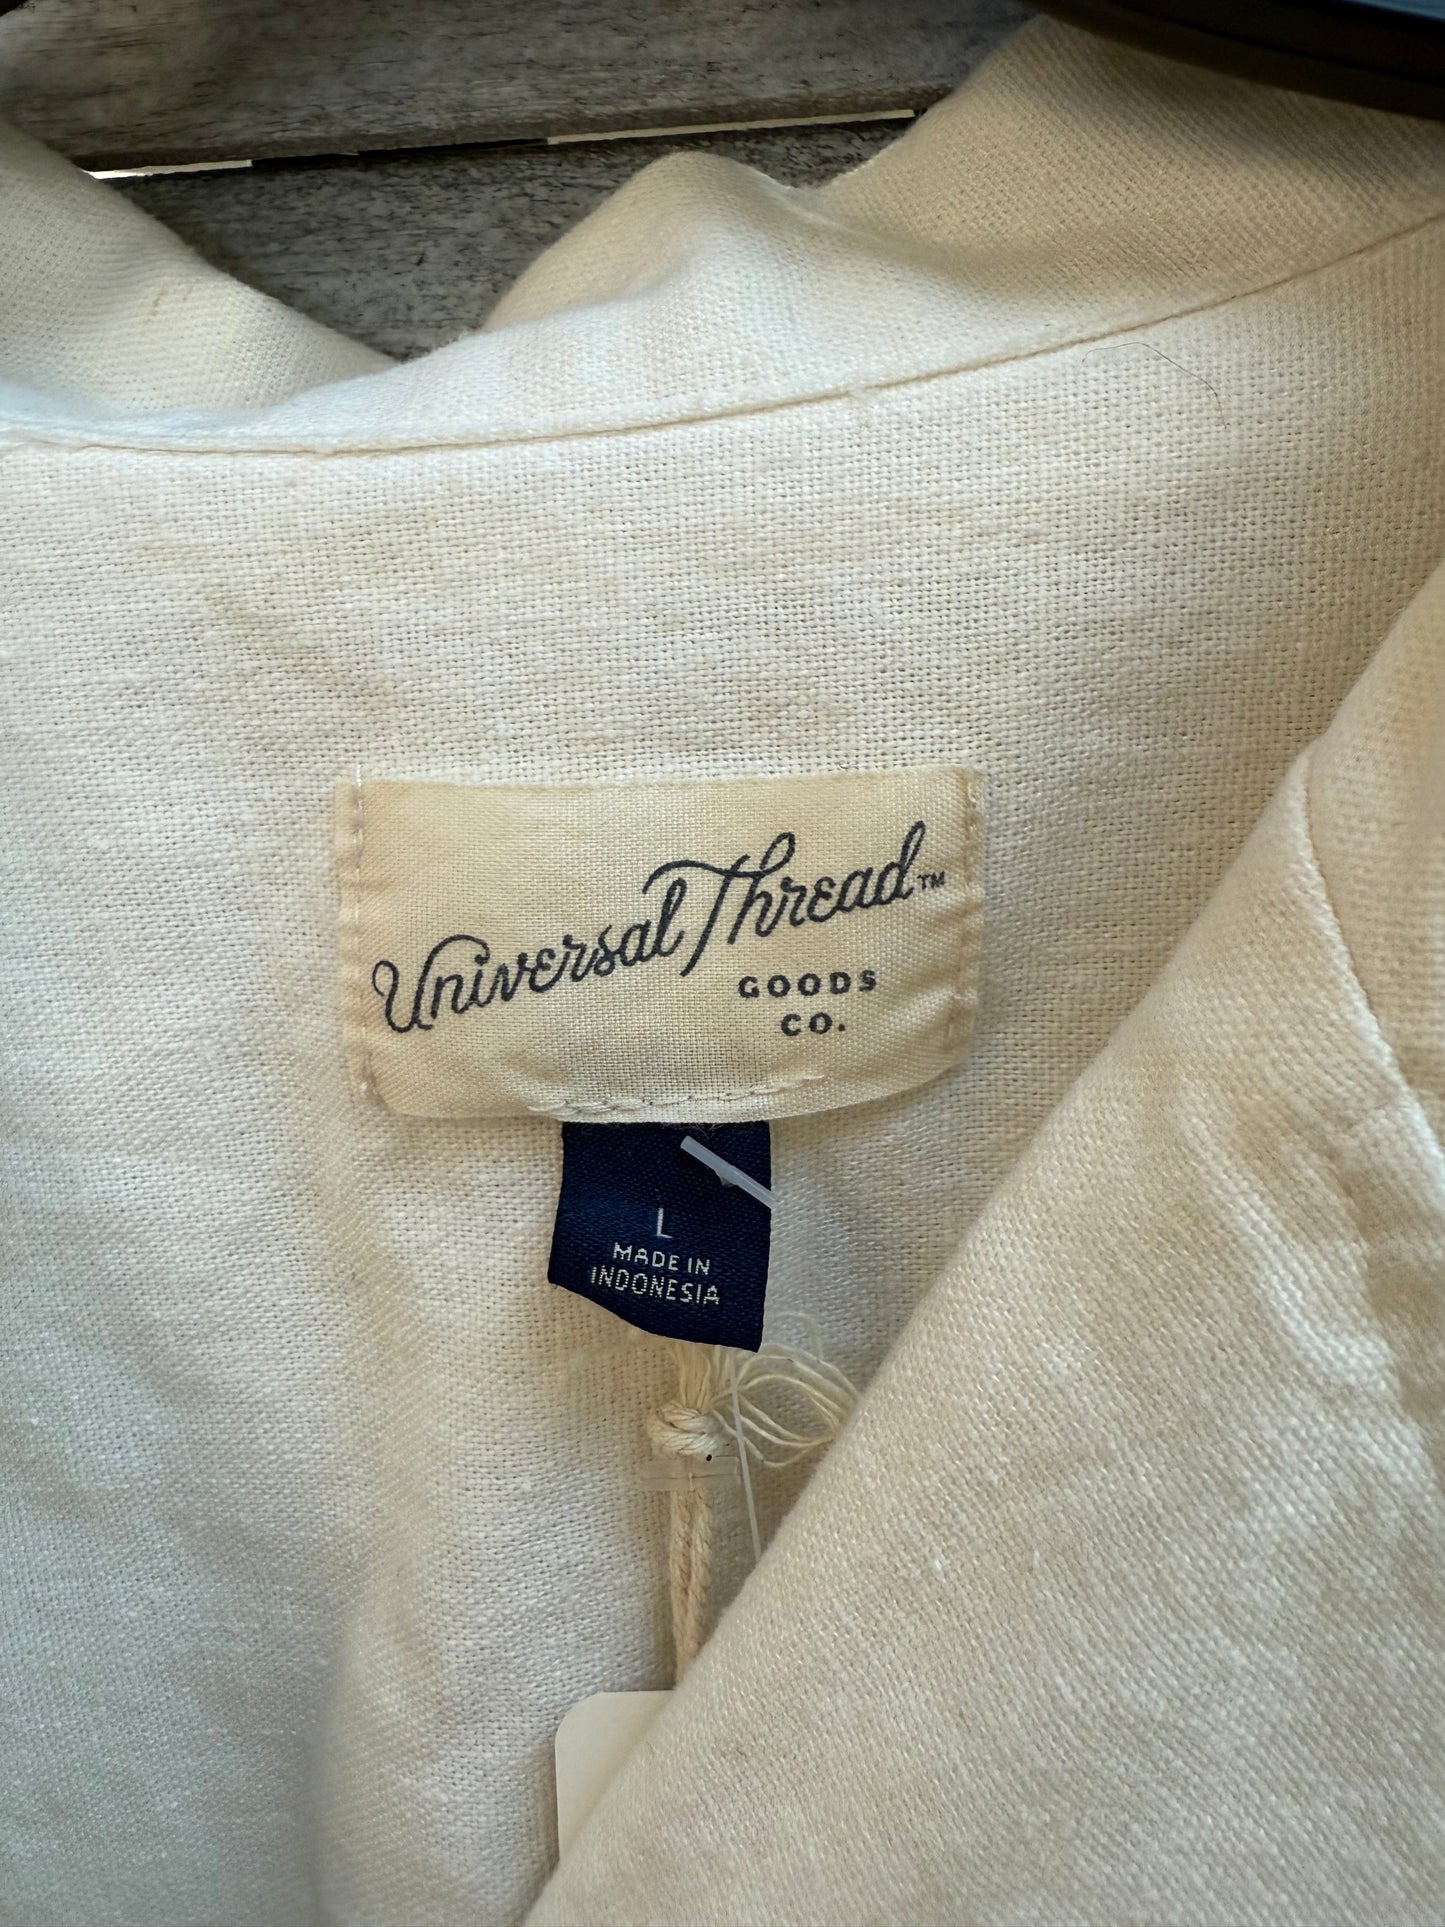 Universal Thread™
GOODS
CO.
L
MADE IN
INDONESIA